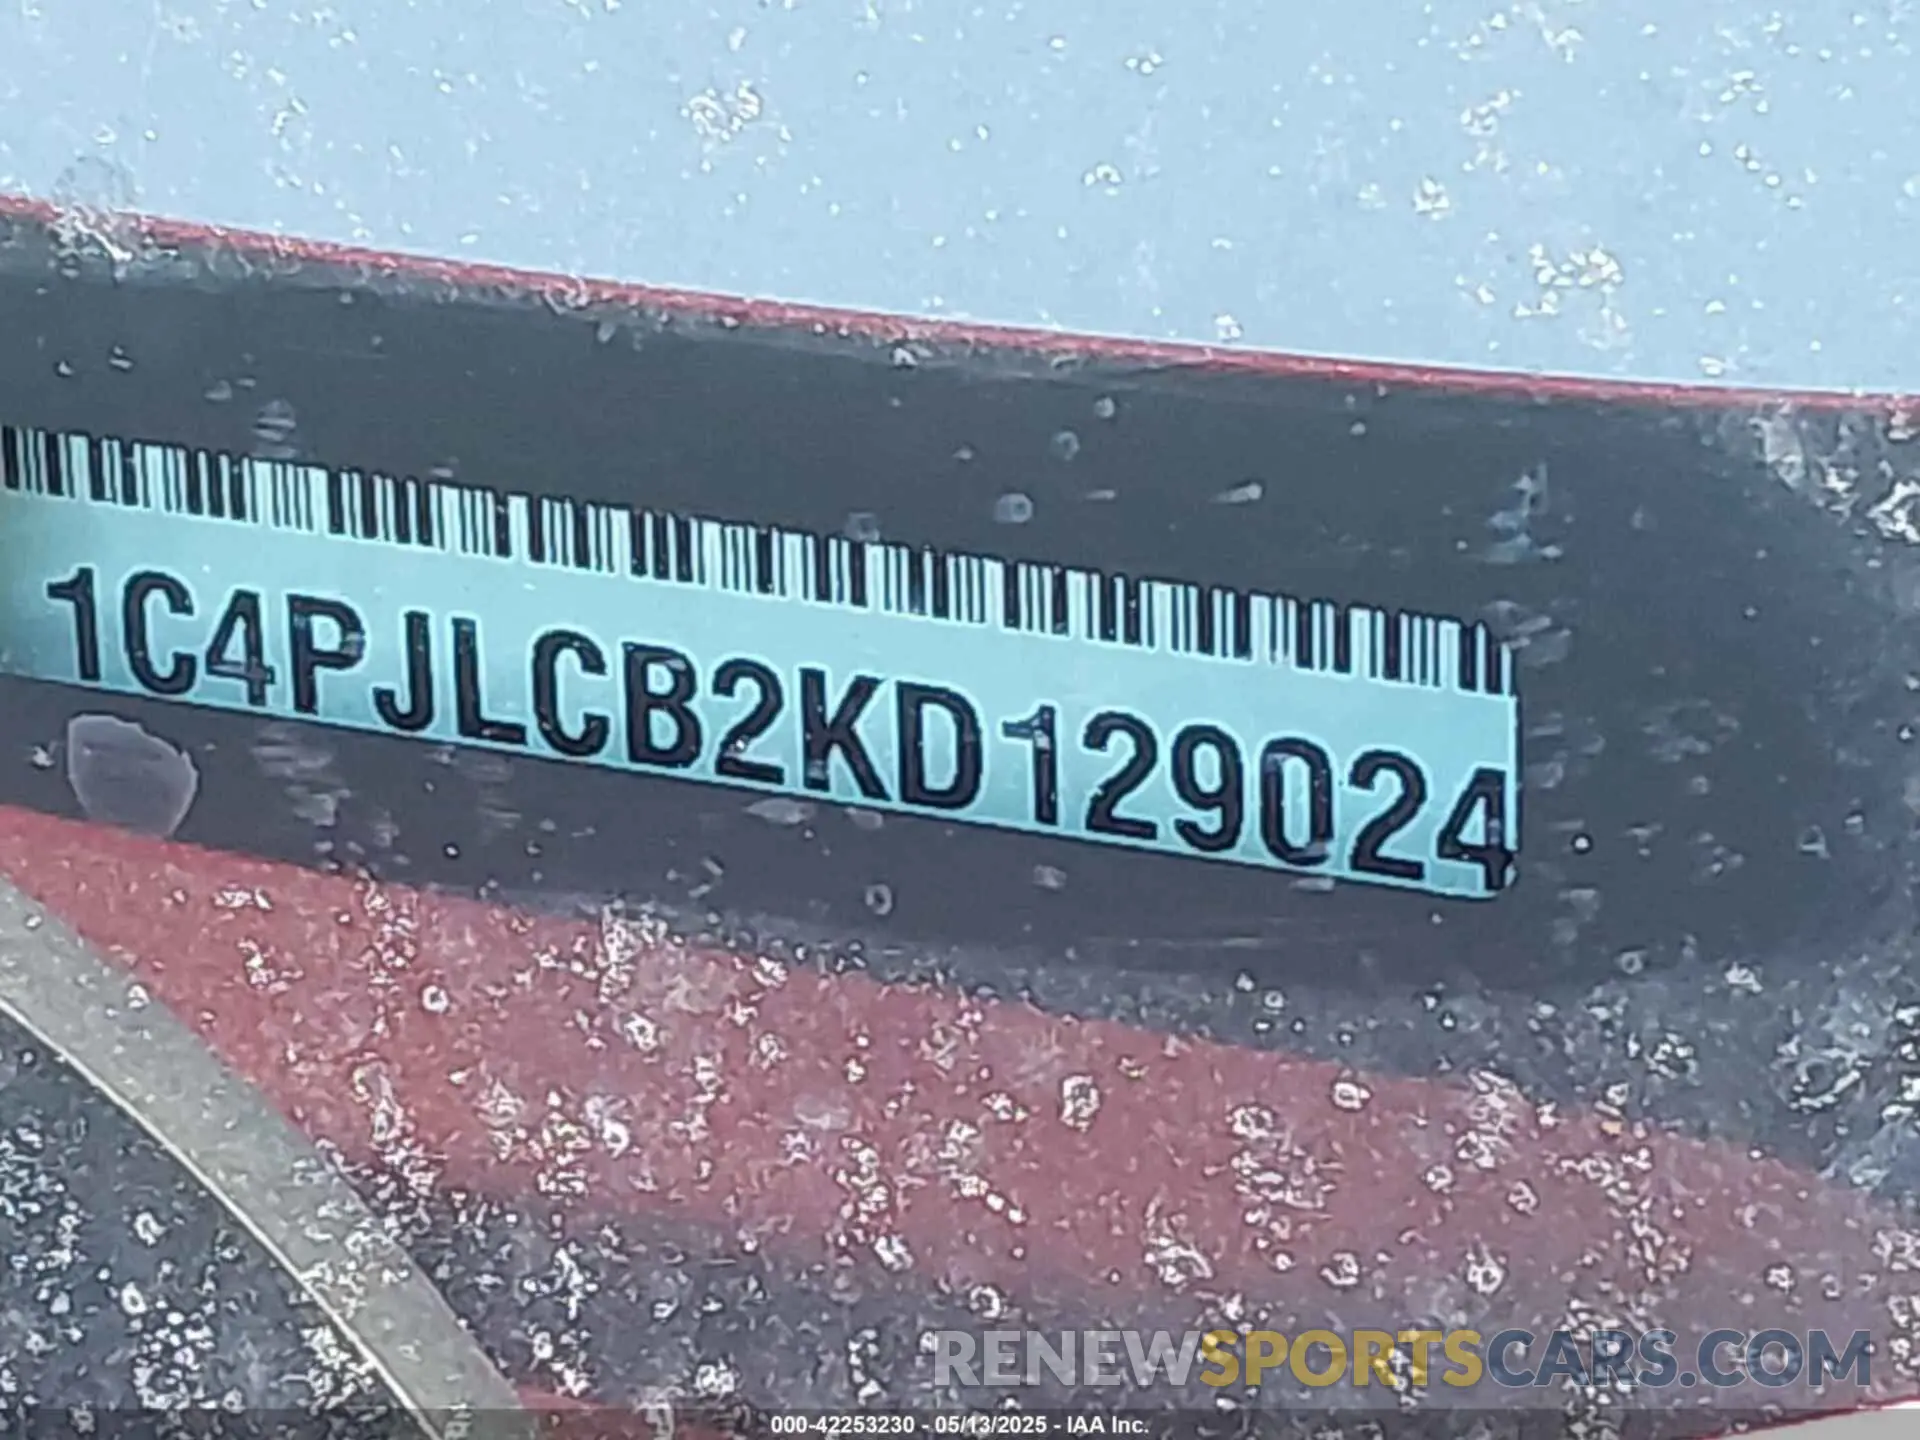 1C4PJLCB2KD129024
RENEWSPORTSCARS.COM
000-42253230 - 05/13/2025 - IAA Inc.